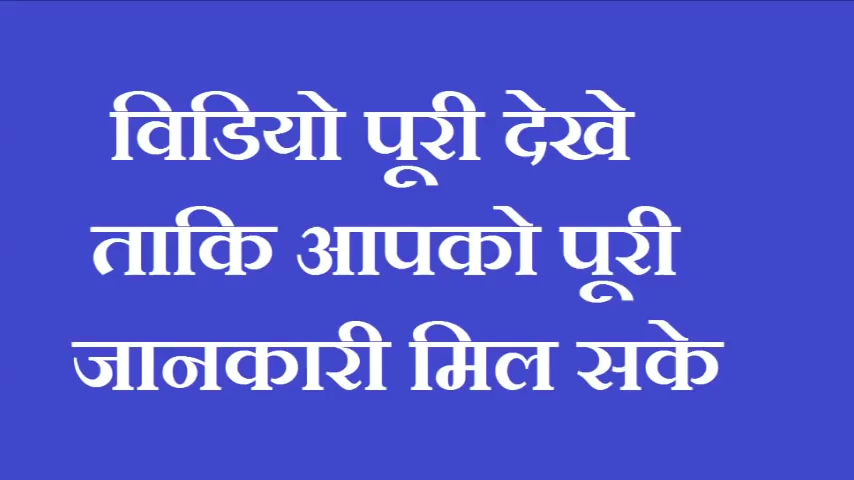 विडियो पूरी देखे
ताकि आपको पूरी
जानकारी मिल सके